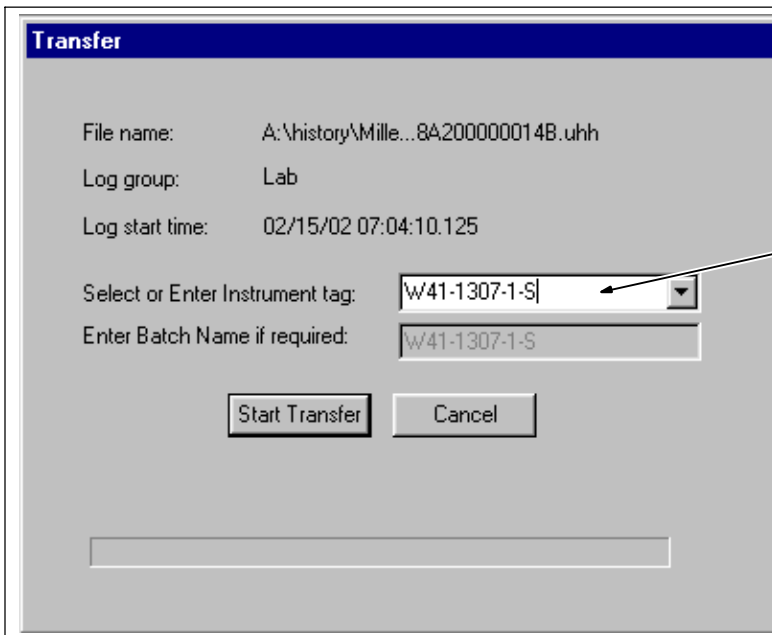 Transfer
File name: A:\history\Mille...8A200000014B.uhh
Log group: Lab
Log start time: 02/15/02 07:04:10.125
Select or Enter Instrument tag: W41-1307-1-S
Enter Batch Name if required: W41-1307-1-S
Start Transfer Cancel